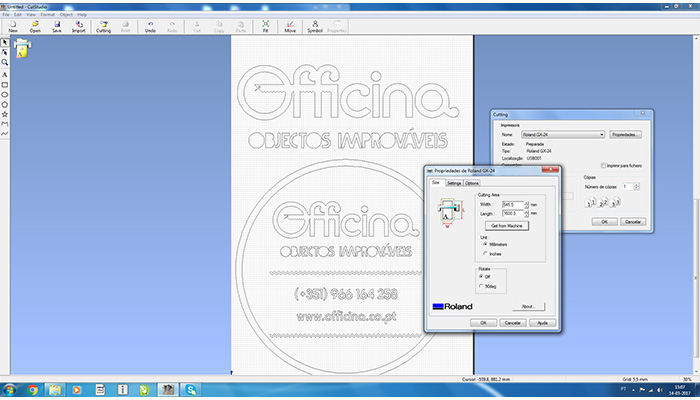 Untitled - CutStudio
File Edit View Format Object Help
New Open Save Import Cutting Print Undo Redo Cut Copy Paste Fit Move Symbol Properties
Officina
OBJECTOS IMPROVÁVEIS
Officina
OBJECTOS IMPROVÁVEIS
(+351) 966 164 258
www.officina.co.pt
Cutting
Impressora
Nome: Roland GX-24 Propriedades...
Estado: Preparada
Tipo: Roland GX-24
Localização: USB001
Imprimir para ficheiro
Cópias
Número de cópias: 1
OK Cancelar
Propriedades de Roland GX-24
Size Settings Options
Cutting Area
Width: 545.0 mm
Length: 1600.0 mm
Get from Machine
Unit
Millimeters
Inches
Rotate
Off
90deg
Roland
About...
OK Cancelar Ajuda
Cursor: -539.8, 881.2 mm Grid: 5,5 mm 30%
PT 15:07
14-03-2017